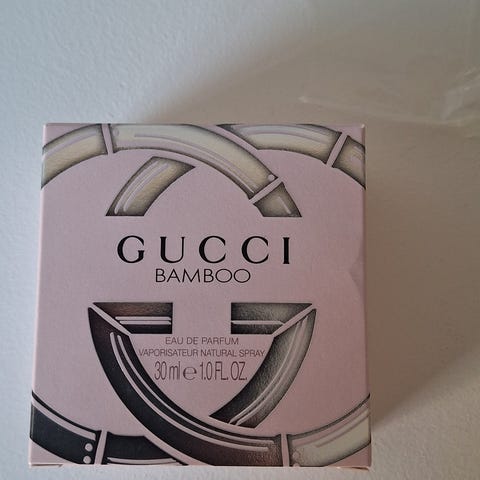 GUCCI
BAMBOO
EAU DE PARFUM
VAPORISATEUR NATURAL SPRAY
30 ml ℮ 1.0 FL. OZ.